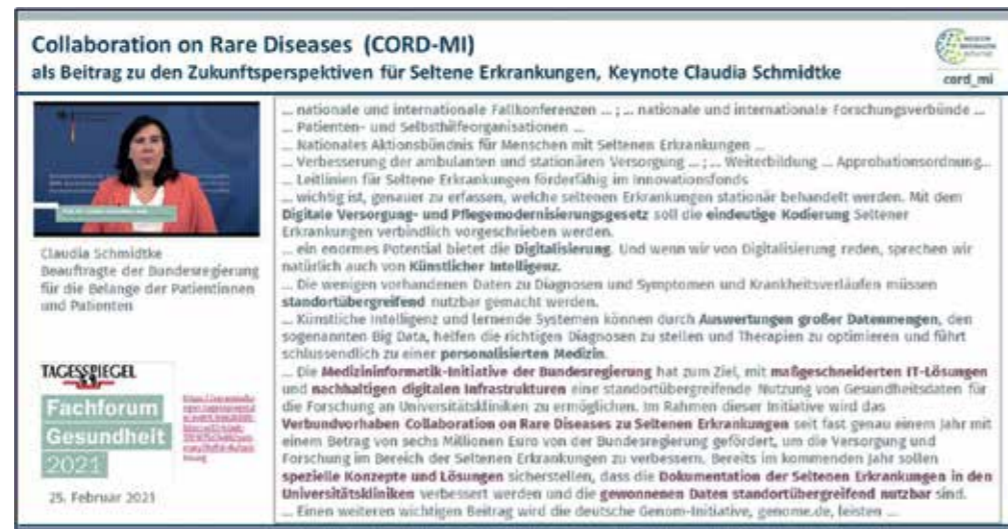 Collaboration on Rare Diseases (CORD-MI)
als Beitrag zu den Zukunftsperspektiven für Seltene Erkrankungen, Keynote Claudia Schmidtke
cord_mi
Claudia Schmidtke
Beauftragte der Bundesregierung
für die Belange der Patientinnen
und Patienten
TAGESSPIEGEL
Fachforum
Gesundheit
2021
25. Februar 2021
... nationale und internationale Fallkonferenzen ... ; ... nationale und internationale Forschungsverbünde ...
... Patienten- und Selbsthilfeorganisationen ...
... Nationales Aktionsbündnis für Menschen mit Seltenen Erkrankungen ...
... Verbesserung der ambulanten und stationären Versorgung ... ; ... Weiterbildung ... Approbationsordnung...
... Leitlinien für Seltene Erkrankungen förderfähig im Innovationsfonds
... wichtig ist, genauer zu erfassen, welche seltenen Erkrankungen stationär behandelt werden. Mit dem
Digitale Versorgung- und Pflegemodernisierungsgesetz soll die eindeutige Kodierung Seltener
Erkrankungen verbindlich vorgeschrieben werden.
... ein enormes Potential bietet die Digitalisierung. Und wenn wir von Digitalisierung reden, sprechen wir
natürlich auch von Künstlicher Intelligenz.
... Die wenigen vorhandenen Daten zu Diagnosen und Symptomen und Krankheitsverläufen müssen
standortübergreifend nutzbar gemacht werden.
... Künstliche Intelligenz und lernende Systemen können durch Auswertungen großer Datenmengen, den
sogenannten Big Data, helfen die richtigen Diagnosen zu stellen und Therapien zu optimieren und führt
schlussendlich zu einer personalisierten Medizin.
... Die Medizininformatik-Initiative der Bundesregierung hat zum Ziel, mit maßgeschneiderten IT-Lösungen
und nachhaltigen digitalen Infrastrukturen eine standortübergreifende Nutzung von Gesundheitsdaten für
die Forschung an Universitätskliniken zu ermöglichen. Im Rahmen dieser Initiative wird das
Verbundvorhaben Collaboration on Rare Diseases zu Seltenen Erkrankungen seit fast genau einem Jahr mit
einem Betrag von sechs Millionen Euro von der Bundesregierung gefördert, um die Versorgung und
Forschung im Bereich der Seltenen Erkrankungen zu verbessern. Bereits im kommenden Jahr sollen
spezielle Konzepte und Lösungen sicherstellen, dass die Dokumentation der Seltenen Erkrankungen in den
Universitätskliniken verbessert werden und die gewonnenen Daten standortübergreifend nutzbar sind.
... Einen weiteren wichtigen Beitrag wird die deutsche Genom-Initiative, genome.de, leisten ...